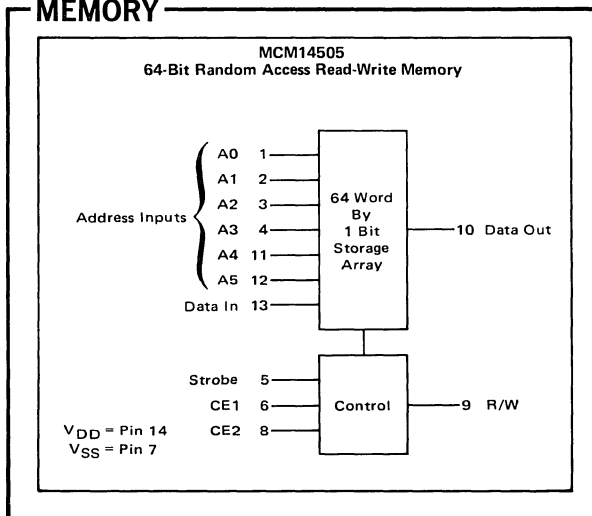 MEMORY
MCM14505
64-Bit Random Access Read-Write Memory
A0 1
A1 2
Address Inputs
A2 3
A3 4
A4 11
A5 12
Data In 13
64 Word
By
1 Bit
Storage
Array
10 Data Out
Strobe 5
CE1 6
CE2 8
Control
9 R/W
VDD = Pin 14
VSS = Pin 7